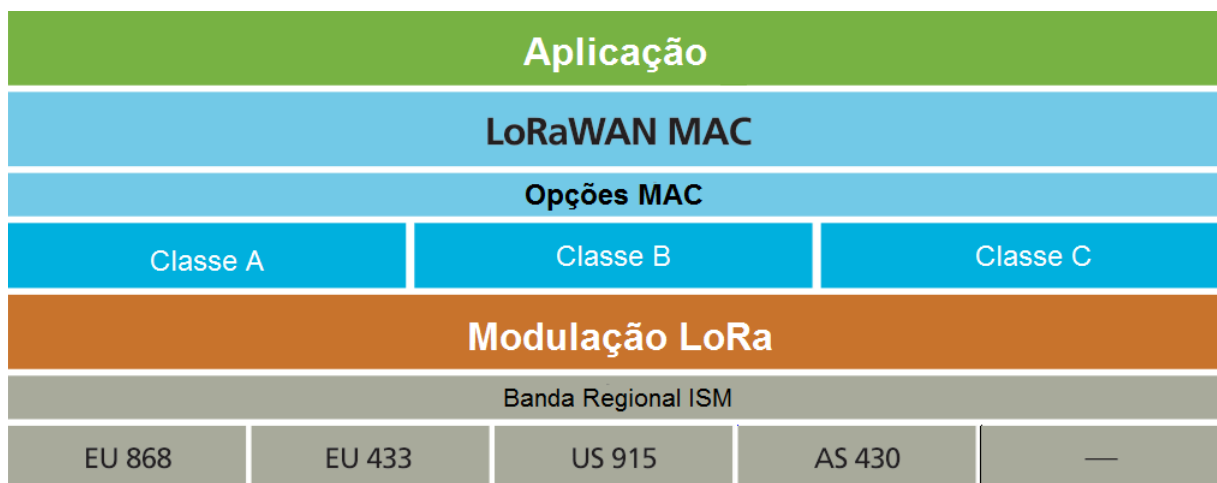 Aplicação
LoRaWAN MAC
Opções MAC
Classe A Classe B Classe C
Modulação LoRa
Banda Regional ISM
EU 868 EU 433 US 915 AS 430 —